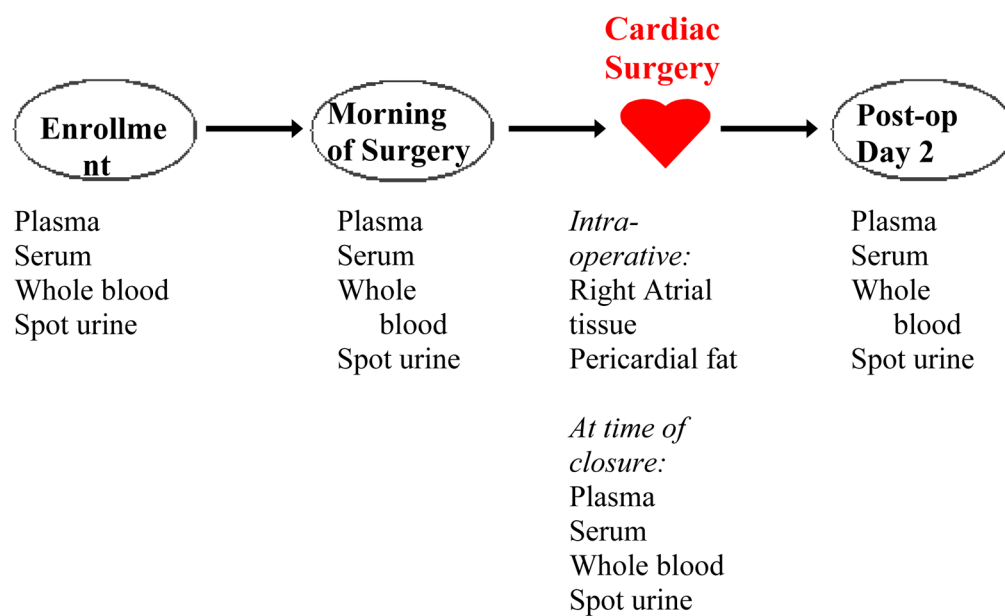 Cardiac
Surgery
Enrollme
nt
Morning
of Surgery
Post-op
Day 2
Plasma
Serum
Whole blood
Spot urine
Plasma
Serum
Whole
blood
Spot urine
Intra-
operative:
Right Atrial
tissue
Pericardial fat
At time of
closure:
Plasma
Serum
Whole blood
Spot urine
Plasma
Serum
Whole
blood
Spot urine